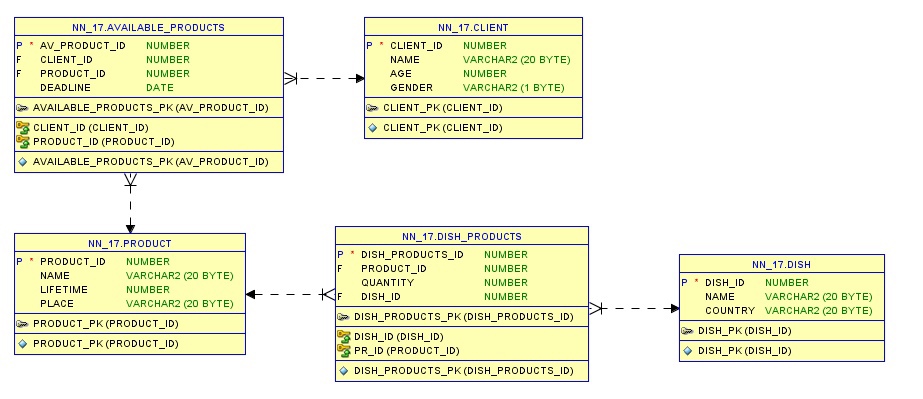 NN_17.AVAILABLE_PRODUCTS
P * AV_PRODUCT_ID NUMBER
F CLIENT_ID NUMBER
F PRODUCT_ID NUMBER
DEADLINE DATE
AVAILABLE_PRODUCTS_PK (AV_PRODUCT_ID)
CLIENT_ID (CLIENT_ID)
PRODUCT_ID (PRODUCT_ID)
AVAILABLE_PRODUCTS_PK (AV_PRODUCT_ID)
NN_17.CLIENT
P * CLIENT_ID NUMBER
NAME VARCHAR2 (20 BYTE)
AGE NUMBER
GENDER VARCHAR2 (1 BYTE)
CLIENT_PK (CLIENT_ID)
CLIENT_PK (CLIENT_ID)
NN_17.PRODUCT
P * PRODUCT_ID NUMBER
NAME VARCHAR2 (20 BYTE)
LIFETIME NUMBER
PLACE VARCHAR2 (20 BYTE)
PRODUCT_PK (PRODUCT_ID)
PRODUCT_PK (PRODUCT_ID)
NN_17.DISH_PRODUCTS
P * DISH_PRODUCTS_ID NUMBER
F PRODUCT_ID NUMBER
QUANTITY NUMBER
F DISH_ID NUMBER
DISH_PRODUCTS_PK (DISH_PRODUCTS_ID)
DISH_ID (DISH_ID)
PR_ID (PRODUCT_ID)
DISH_PRODUCTS_PK (DISH_PRODUCTS_ID)
NN_17.DISH
P * DISH_ID NUMBER
NAME VARCHAR2 (20 BYTE)
COUNTRY VARCHAR2 (20 BYTE)
DISH_PK (DISH_ID)
DISH_PK (DISH_ID)